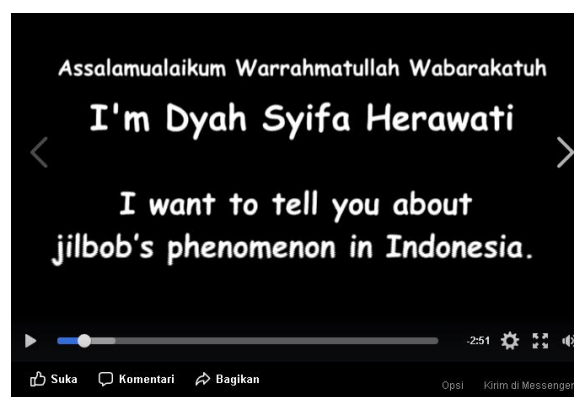 Assalamualaikum Warrahmatullah Wabarakatuh
I'm Dyah Syifa Herawati
I want to tell you about
jilbob's phenomenon in Indonesia.
-2:51
Suka Komentari Bagikan
Opsi Kirim di Messenger